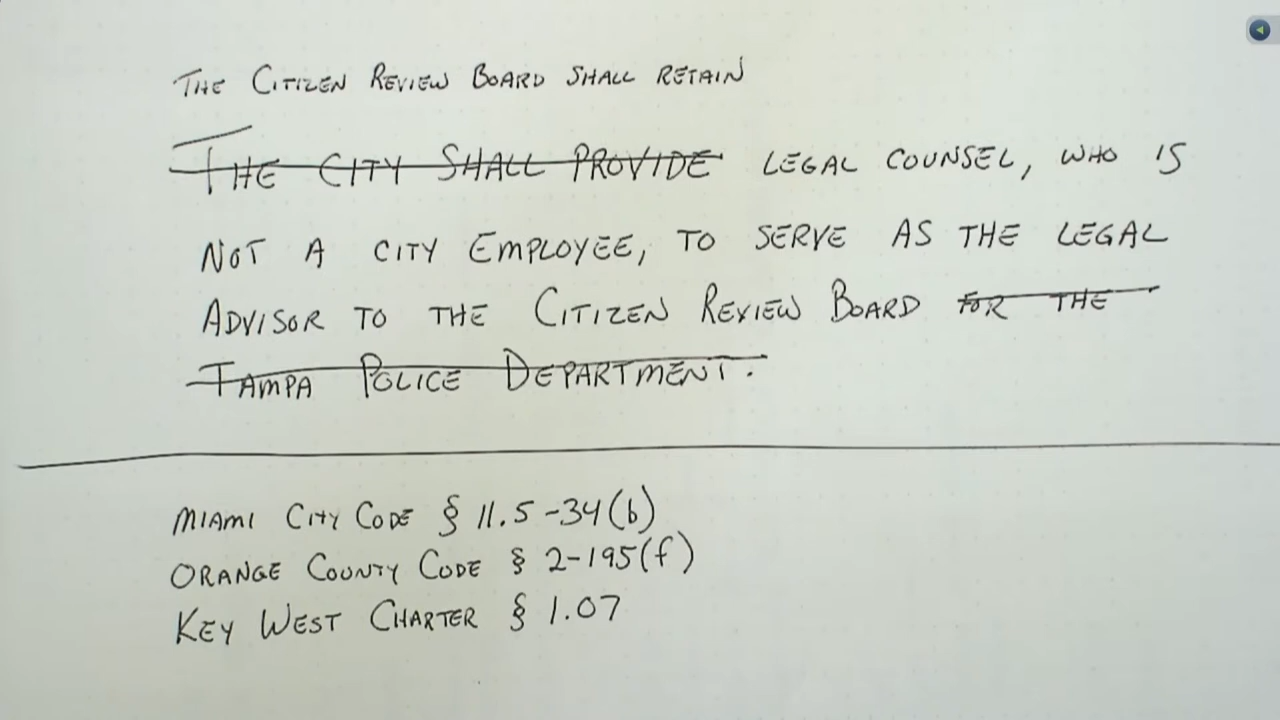 THE CITIZEN REVIEW BOARD SHALL RETAIN
THE CITY SHALL PROVIDE LEGAL COUNSEL, WHO IS
NOT A CITY EMPLOYEE, TO SERVE AS THE LEGAL
ADVISOR TO THE CITIZEN REVIEW BOARD FOR THE
TAMPA POLICE DEPARTMENT.
MIAMI CITY CODE § 11.5-34(b)
ORANGE COUNTY CODE § 2-195(f)
KEY WEST CHARTER § 1.07